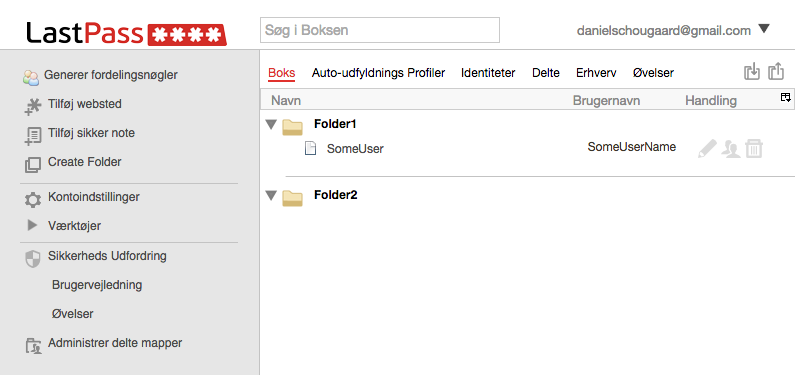 LastPass ****
Søg i Boksen
danielschougaard@gmail.com
Generer fordelingsnøgler
Tilføj websted
Tilføj sikker note
Create Folder
Kontoindstillinger
Værktøjer
Sikkerheds Udfordring
Brugervejledning
Øvelser
Administrer delte mapper
Boks Auto-udfyldnings Profiler Identiteter Delte Erhverv Øvelser
Navn Brugernavn Handling
Folder1
SomeUser SomeUserName
Folder2